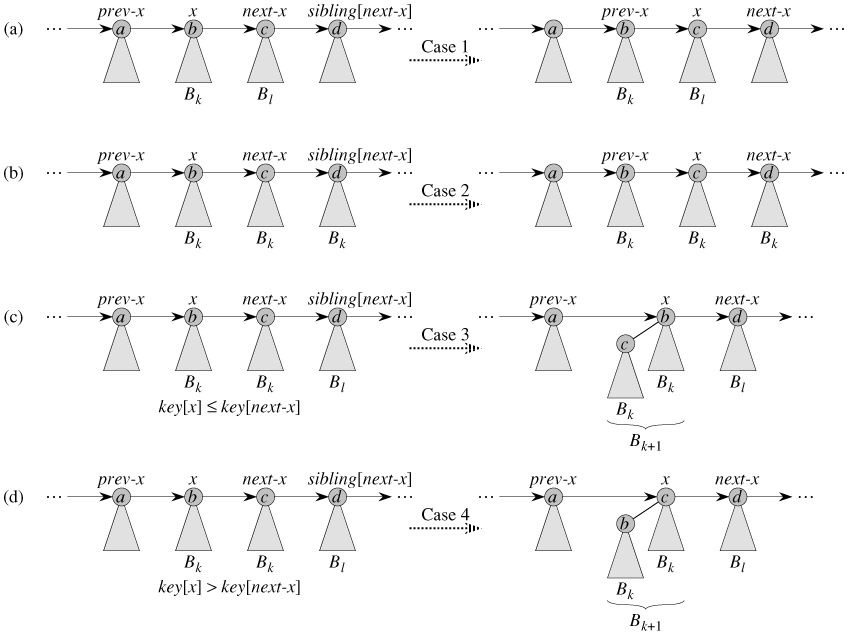 prev-x x next-x sibling[next-x] prev-x x next-x
(a) ··· a b c d ··· Case 1 ··· a b c d ···
B_k B_l B_k B_l
prev-x x next-x sibling[next-x] prev-x x next-x
(b) ··· a b c d ··· Case 2 ··· a b c d ···
B_k B_k B_k B_k B_k B_k
prev-x x next-x sibling[next-x] prev-x x next-x
(c) ··· a b c d ··· Case 3 ··· a b d ···
c
B_k B_k B_l B_k B_l
key[x] ≤ key[next-x] B_k
B_{k+1}
prev-x x next-x sibling[next-x] prev-x x next-x
(d) ··· a b c d ··· Case 4 ··· a c d ···
b
B_k B_k B_l B_k B_l
key[x] > key[next-x] B_k
B_{k+1}